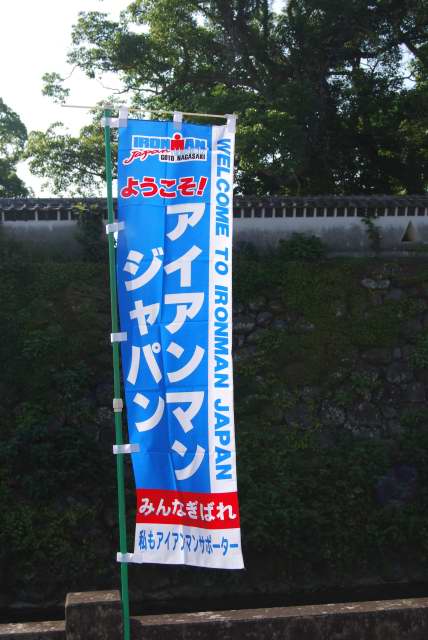 IRONMAN
Japan
GOTO NAGASAKI
ようこそ!
アイアンマン
ジャパン
WELCOME TO IRONMAN JAPAN
みんなぎばれ
私もアイアンマンサポーター